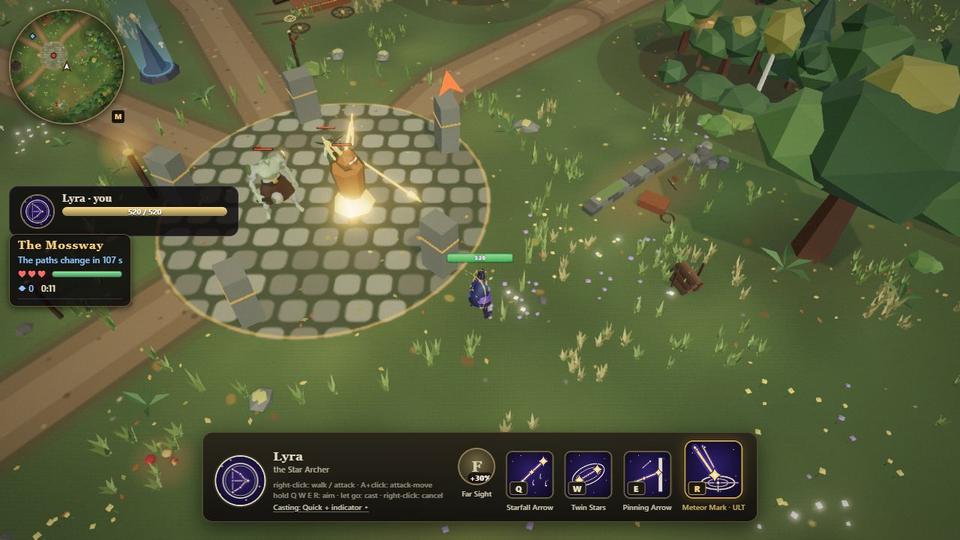 M
Lyra · you
520 / 520
The Mossway
The paths change in 107 s
0 0:11
520
Lyra
the Star Archer
right-click: walk / attack · A+click: attack-move
hold Q W E R: aim · let go: cast · right-click: cancel
Casting: Quick + indicator
F
+30%
Far Sight
Q
Starfall Arrow
W
Twin Stars
E
Pinning Arrow
R
Meteor Mark · ULT